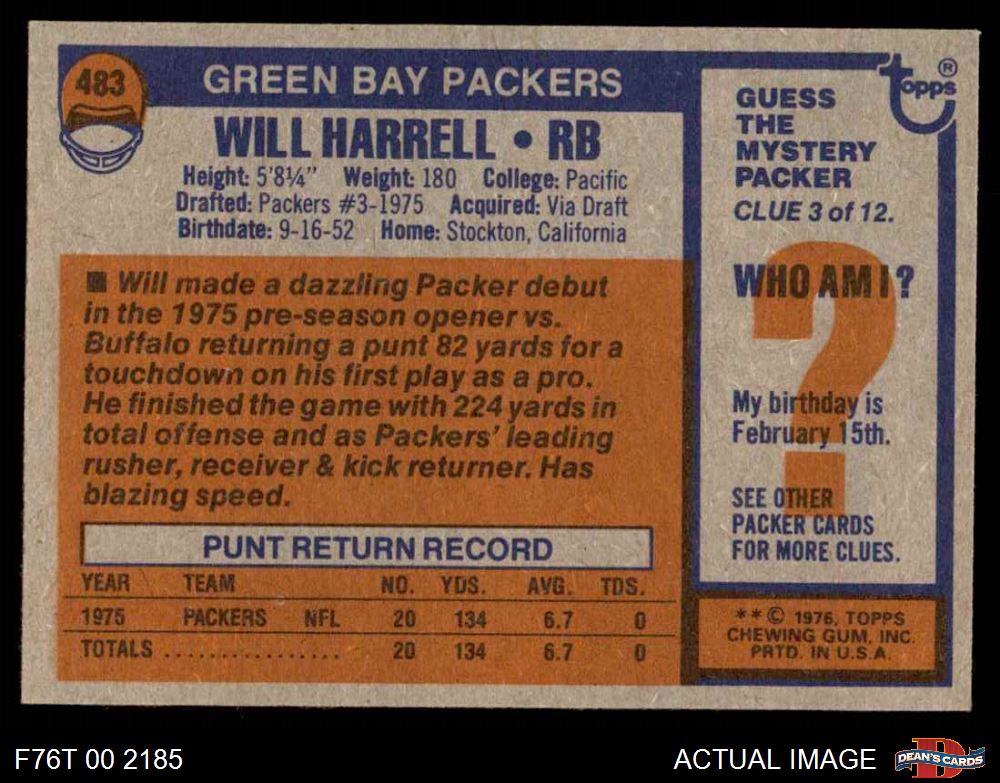 483
GREEN BAY PACKERS
WILL HARRELL • RB
Height: 5'8¼" Weight: 180 College: Pacific
Drafted: Packers #3-1975 Acquired: Via Draft
Birthdate: 9-16-52 Home: Stockton, California
■ Will made a dazzling Packer debut
in the 1975 pre-season opener vs.
Buffalo returning a punt 82 yards for a
touchdown on his first play as a pro.
He finished the game with 224 yards in
total offense and as Packers' leading
rusher, receiver & kick returner. Has
blazing speed.
PUNT RETURN RECORD
YEAR TEAM NO. YDS. AVG. TDS.
1975 PACKERS NFL 20 134 6.7 0
TOTALS ................ 20 134 6.7 0
topps ®
GUESS
THE
MYSTERY
PACKER
CLUE 3 of 12.
WHO AM I?
?
My birthday is
February 15th.
SEE OTHER
PACKER CARDS
FOR MORE CLUES.
**© 1976, TOPPS
CHEWING GUM, INC.
PRTD. IN U.S.A.
F76T 00 2185
ACTUAL IMAGE
D
DEAN'S CARDS